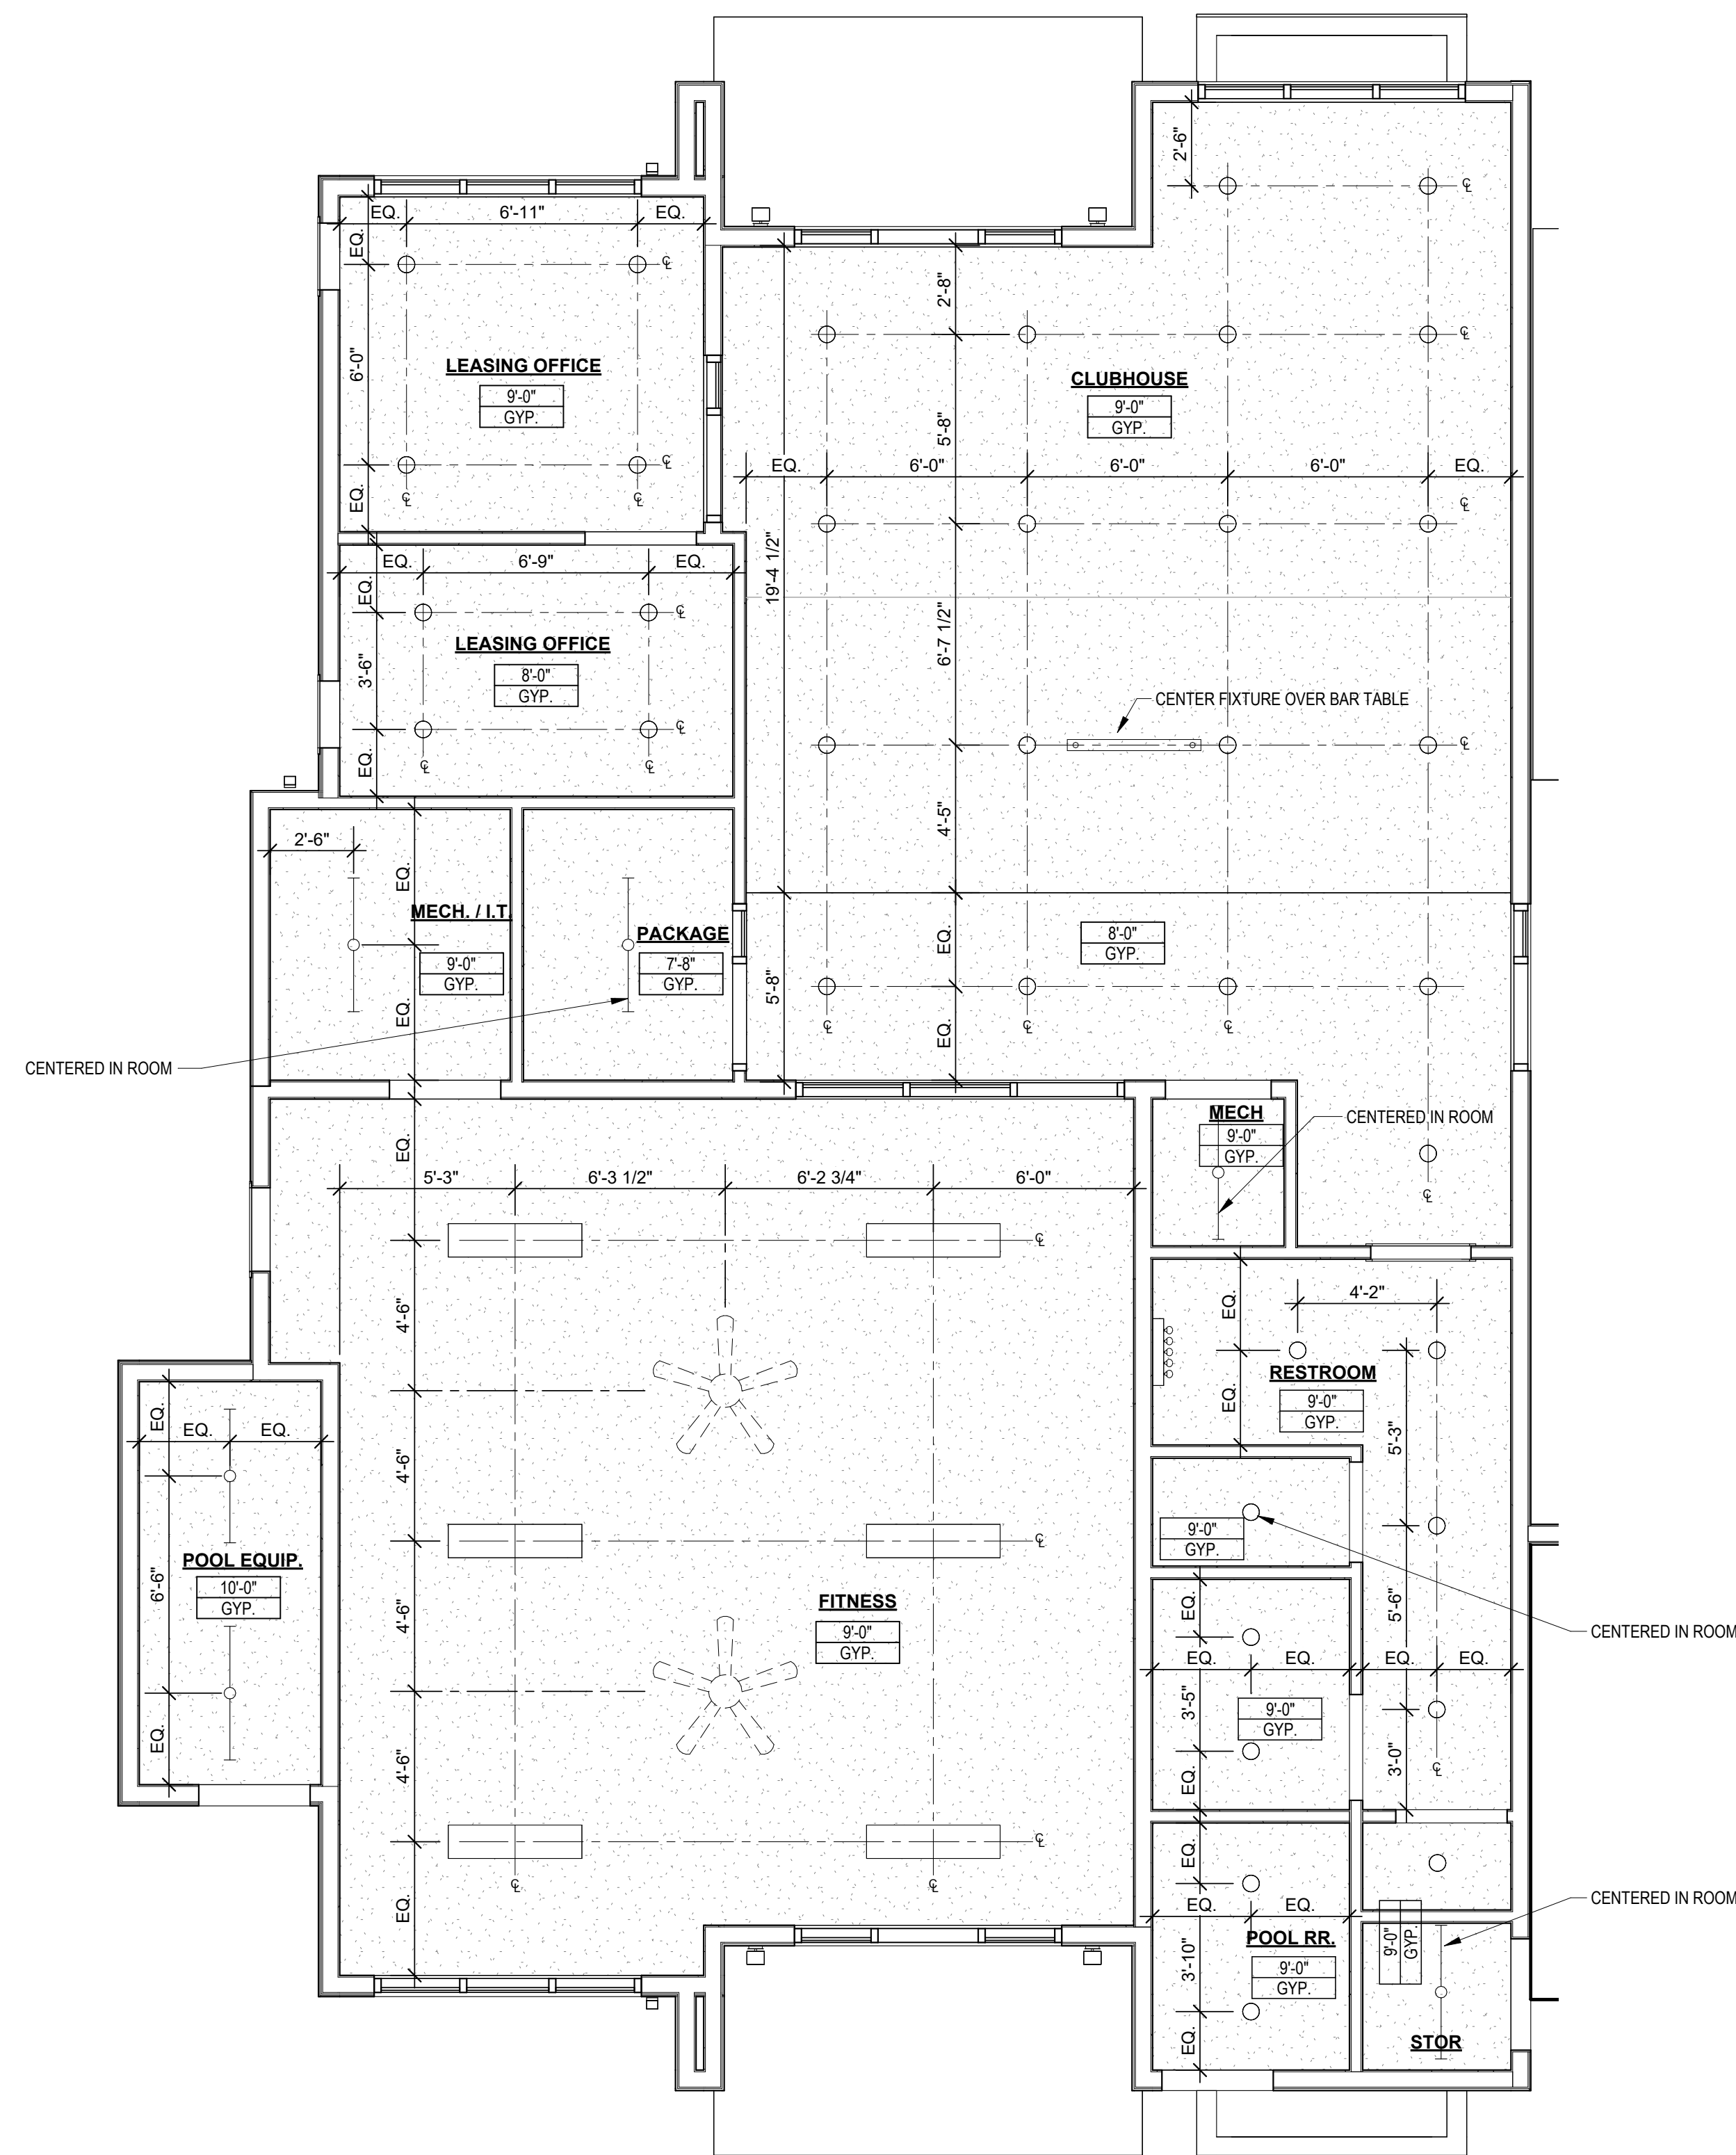 2'-6"
℄
EQ.
6'-11"
EQ.
EQ.
℄
2'-8"
℄
6'-0"
LEASING OFFICE
9'-0"
GYP.
CLUBHOUSE
9'-0"
GYP.
5'-8"
℄
EQ.
6'-0"
6'-0"
6'-0"
EQ.
EQ.
℄
℄
℄
19'-4 1/2"
EQ.
6'-9"
EQ.
EQ.
℄
LEASING OFFICE
8'-0"
GYP.
3'-6"
6'-7 1/2"
CENTER FIXTURE OVER BAR TABLE
℄
℄
EQ.
℄
℄
4'-5"
2'-6"
EQ.
MECH. / I.T.
9'-0"
GYP.
PACKAGE
7'-8"
GYP.
8'-0"
GYP.
EQ.
5'-8"
EQ.
EQ.
℄
℄
℄
CENTERED IN ROOM
MECH
9'-0"
GYP.
CENTERED IN ROOM
EQ.
5'-3"
6'-3 1/2"
6'-2 3/4"
6'-0"
℄
℄
4'-6"
EQ.
4'-2"
RESTROOM
9'-0"
GYP.
EQ.
EQ.
EQ.
EQ.
5'-3"
4'-6"
℄
9'-0"
GYP.
POOL EQUIP.
10'-0"
GYP.
6'-6"
FITNESS
9'-0"
GYP.
4'-6"
EQ.
5'-6"
CENTERED IN ROOM
EQ.
EQ.
EQ.
EQ.
3'-5"
9'-0"
GYP.
EQ.
4'-6"
EQ.
3'-0"
℄
℄
EQ.
℄
℄
EQ.
CENTERED IN ROOM
EQ.
EQ.
POOL RR.
9'-0"
GYP.
3'-10"
9'-0"
GYP.
EQ.
STOR